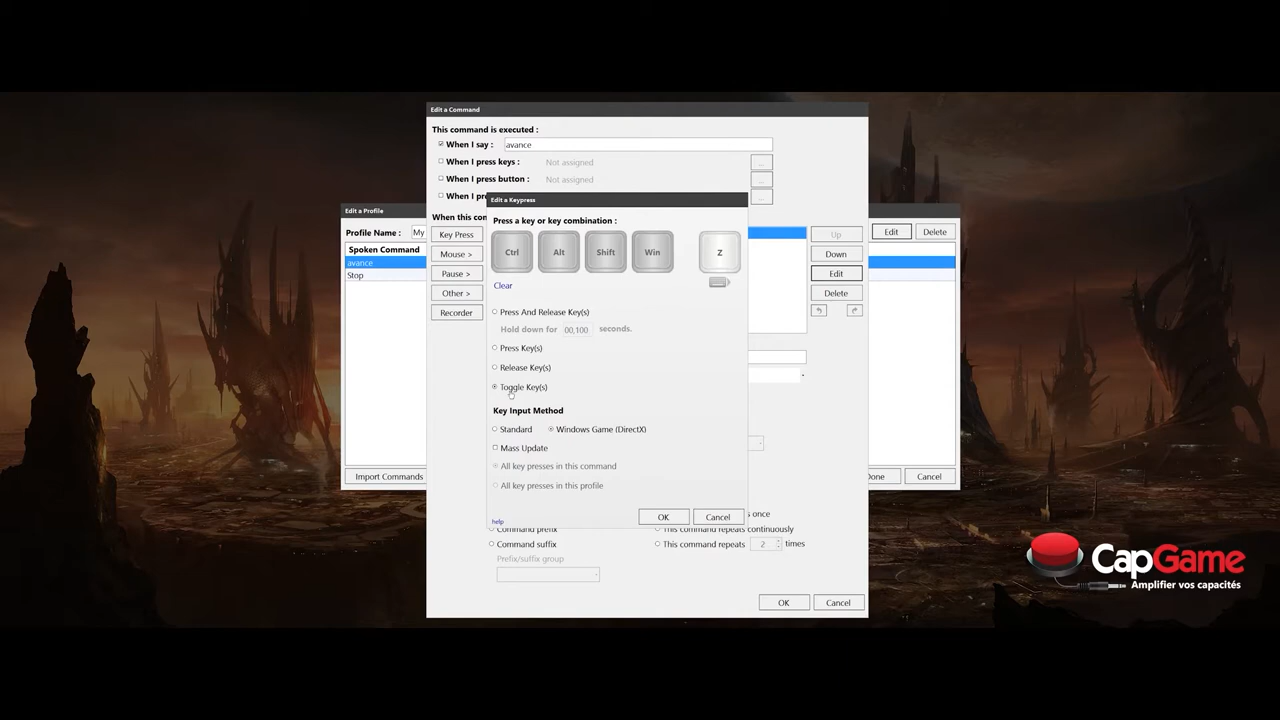 Edit a Command
This command is executed :
When I say : avance
When I press keys : Not assigned ...
When I press button : Not assigned ...
When I pre ...
When this con
Edit a Profile
Profile Name : My
Spoken Command
avance
Stop
Import Commands
Key Press
Mouse >
Pause >
Other >
Recorder
Edit a Keypress
Press a key or key combination :
Ctrl Alt Shift Win Z
Clear
Press And Release Key(s)
Hold down for 00,100 seconds.
Press Key(s)
Release Key(s)
Toggle Key(s)
Key Input Method
Standard Windows Game (DirectX)
Mass Update
All key presses in this command
All key presses in this profile
help
OK Cancel
Up
Down
Edit
Delete
Edit Delete
Done Cancel
s once
Command prefix This command repeats continuously
Command suffix This command repeats 2 times
Prefix/suffix group
OK Cancel
CapGame
Amplifier vos capacités